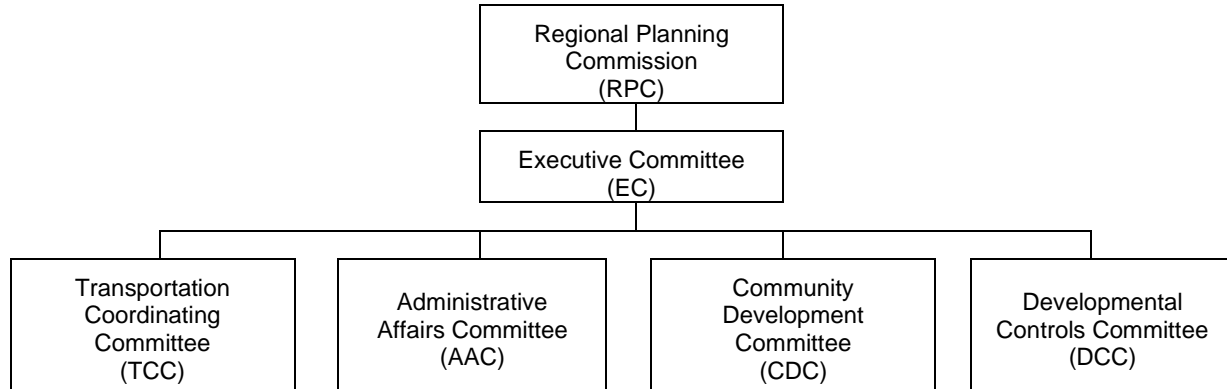 Regional Planning
Commission
(RPC)
Executive Committee
(EC)
Transportation
Coordinating
Committee
(TCC)
Administrative
Affairs Committee
(AAC)
Community
Development
Committee
(CDC)
Developmental
Controls Committee
(DCC)